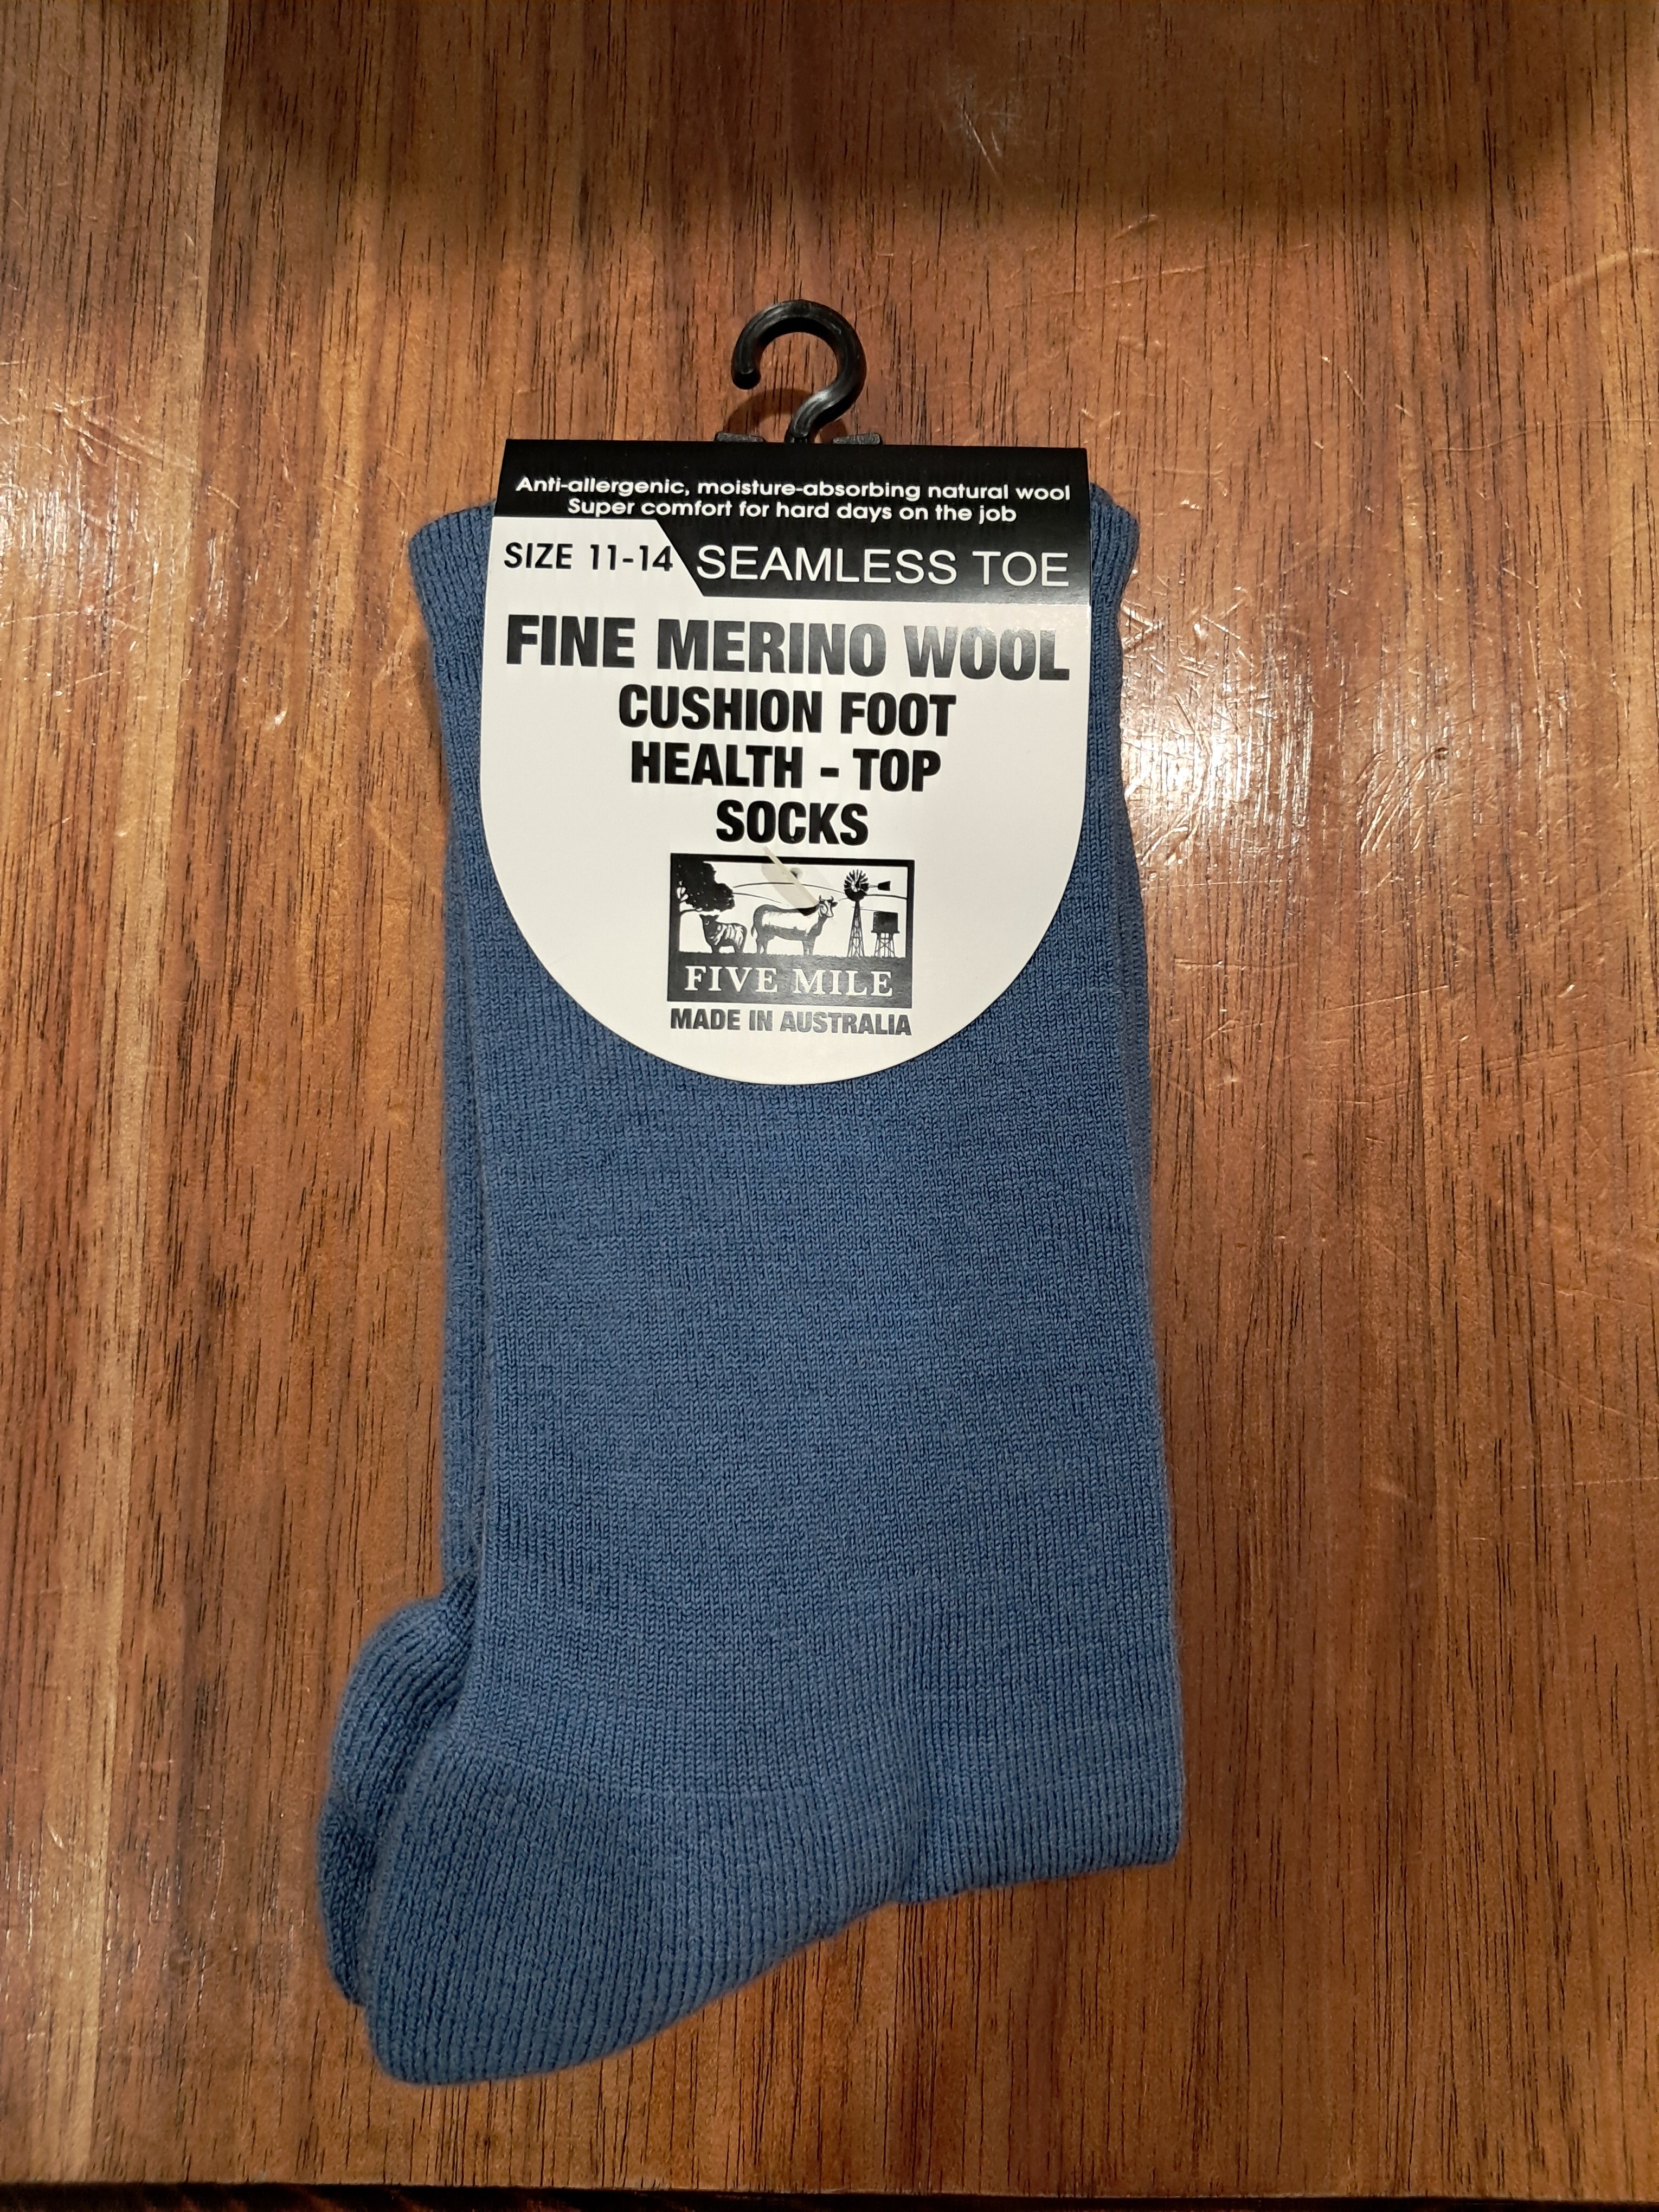 Anti-allergenic, moisture-absorbing natural wool
Super comfort for hard days on the job
SIZE 11-14 SEAMLESS TOE
FINE MERINO WOOL
CUSHION FOOT
HEALTH - TOP
SOCKS
FIVE MILE
MADE IN AUSTRALIA